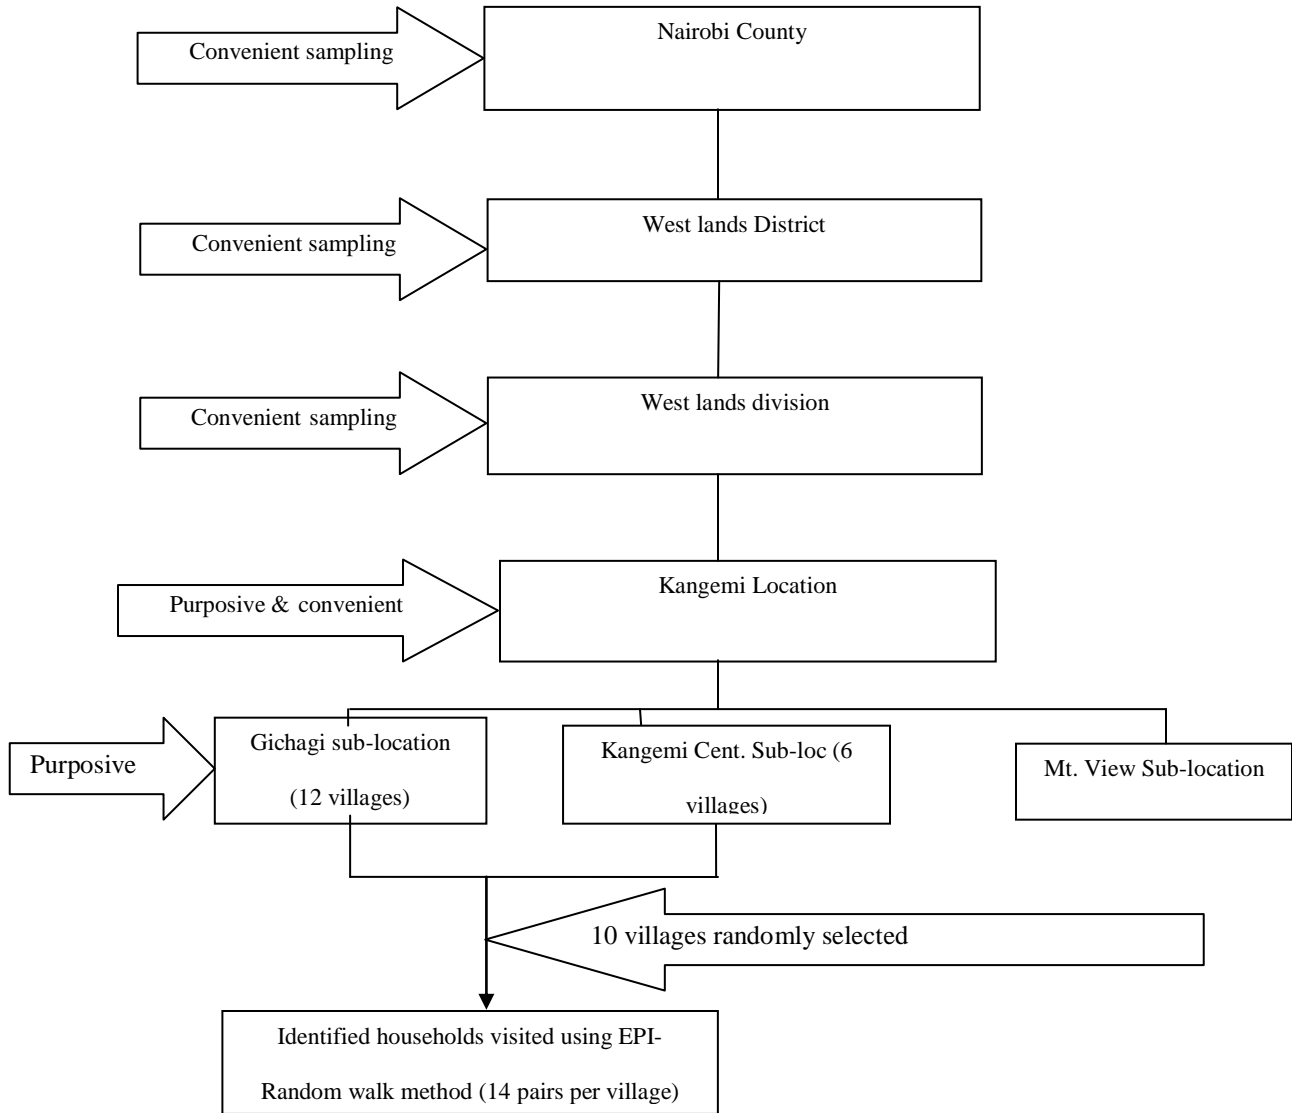 Convenient sampling
Nairobi County
Convenient sampling
West lands District
Convenient sampling
West lands division
Purposive & convenient
Kangemi Location
Purposive
Gichagi sub-location
(12 villages)
Kangemi Cent. Sub-loc (6
villages)
Mt. View Sub-location
10 villages randomly selected
Identified households visited using EPI-
Random walk method (14 pairs per village)